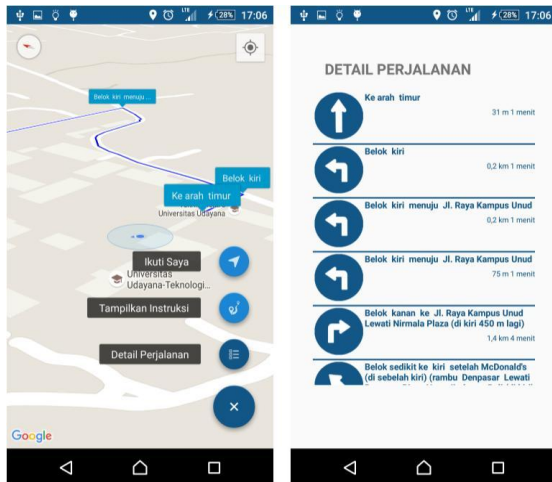 LTE
28%
17:06
Belok kiri menuju ...
Belok kiri
Ke arah timur
Universitas Udayana
Ikuti Saya
Universitas
Udayana-Teknologi...
Tampilkan Instruksi
Detail Perjalanan
Google
LTE
28%
17:06
DETAIL PERJALANAN
Ke arah timur
31 m 1 menit
Belok kiri
0,2 km 1 menit
Belok kiri menuju Jl. Raya Kampus Unud
0,2 km 1 menit
Belok kiri menuju Jl. Raya Kampus Unud
75 m 1 menit
Belok kanan ke Jl. Raya Kampus Unud
Lewati Nirmala Plaza (di kiri 450 m lagi)
1,4 km 4 menit
Belok sedikit ke kiri setelah McDonald's
(di sebelah kiri) (rambu Denpasar Lewati